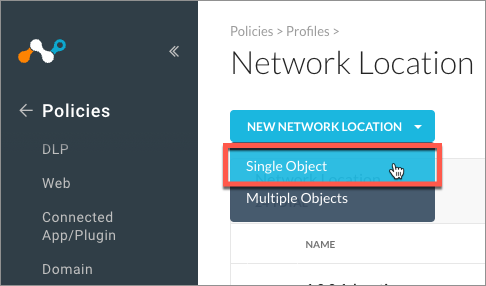 Policies > Profiles >
Network Location
Policies
DLP
Web
Connected
App/Plugin
Domain
NEW NETWORK LOCATION
Single Object
Multiple Objects
NAME